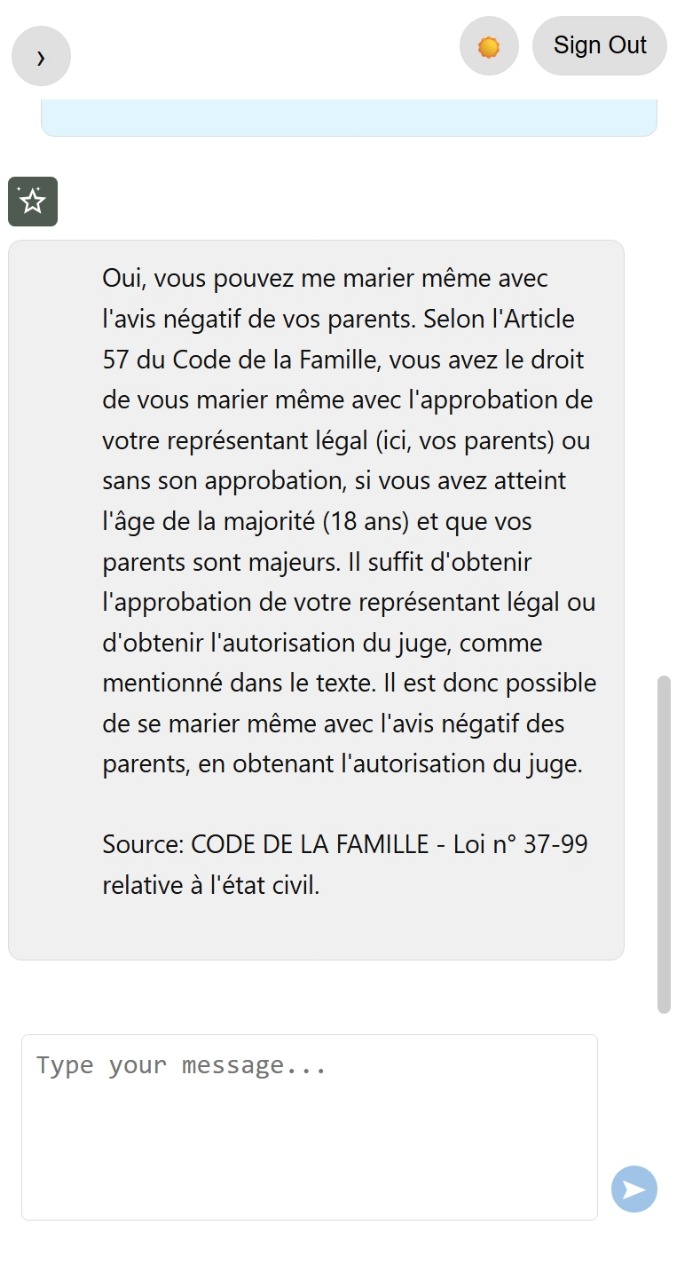 ›
Sign Out
Oui, vous pouvez me marier même avec
l'avis négatif de vos parents. Selon l'Article
57 du Code de la Famille, vous avez le droit
de vous marier même avec l'approbation de
votre représentant légal (ici, vos parents) ou
sans son approbation, si vous avez atteint
l'âge de la majorité (18 ans) et que vos
parents sont majeurs. Il suffit d'obtenir
l'approbation de votre représentant légal ou
d'obtenir l'autorisation du juge, comme
mentionné dans le texte. Il est donc possible
de se marier même avec l'avis négatif des
parents, en obtenant l'autorisation du juge.
Source: CODE DE LA FAMILLE - Loi n° 37-99
relative à l'état civil.
Type your message...